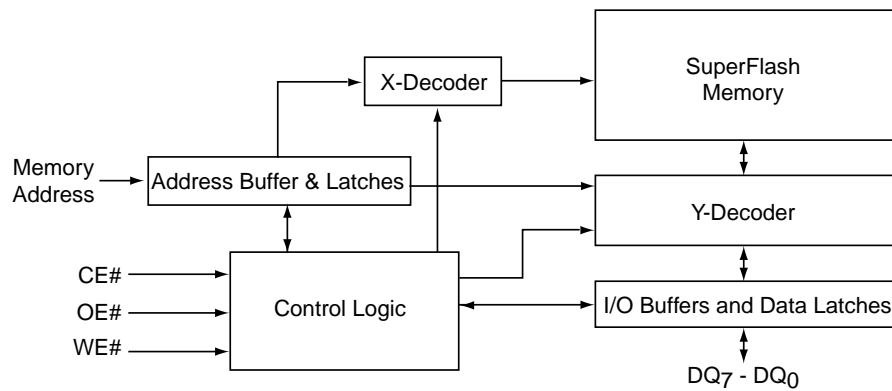 X-Decoder
SuperFlash
Memory
Memory
Address
Address Buffer & Latches
Y-Decoder
CE#
OE#
WE#
Control Logic
I/O Buffers and Data Latches
DQ7 - DQ0